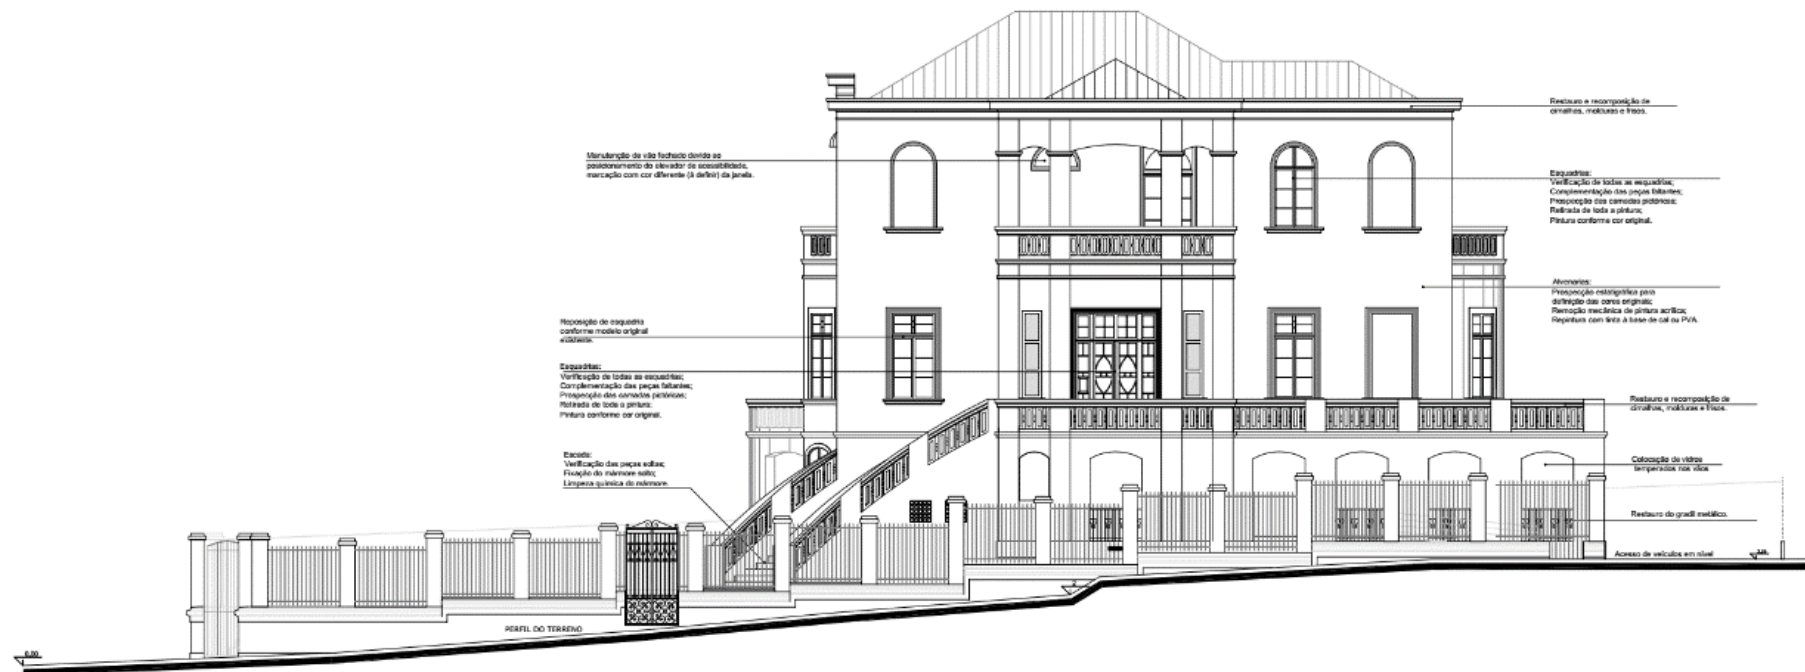 Restauro e recomposição de
cimalhas, molduras e frisos.
Manutenção de vão fechado devido ao
posicionamento do elevador de acessibilidade,
marcação com cor diferente (à definir) da janela.
Esquadrias:
Verificação de todas as esquadrias;
Complementação das peças faltantes;
Prospecção das camadas pictóricas;
Retirada de toda a pintura;
Pintura conforme cor original.
Alvenarias:
Prospecção estatigráfica para
definição das cores originais;
Remoção mecânica de pintura acrílica;
Repintura com tinta à base de cal ou PVA.
Reposição de esquadria
conforme modelo original
existente.
Esquadrias:
Verificação de todas as esquadrias;
Complementação das peças faltantes;
Prospecção das camadas pictóricas;
Retirada de toda a pintura;
Pintura conforme cor original.
Restauro e recomposição de
cimalhas, molduras e frisos.
Escada:
Verificação das peças soltas;
Fixação do mármore solto;
Limpeza química do mármore.
Colocação de vidros
temperados nos vãos
Restauro do gradil metálico.
Acesso de veículos em nível
PERFIL DO TERRENO
0.00